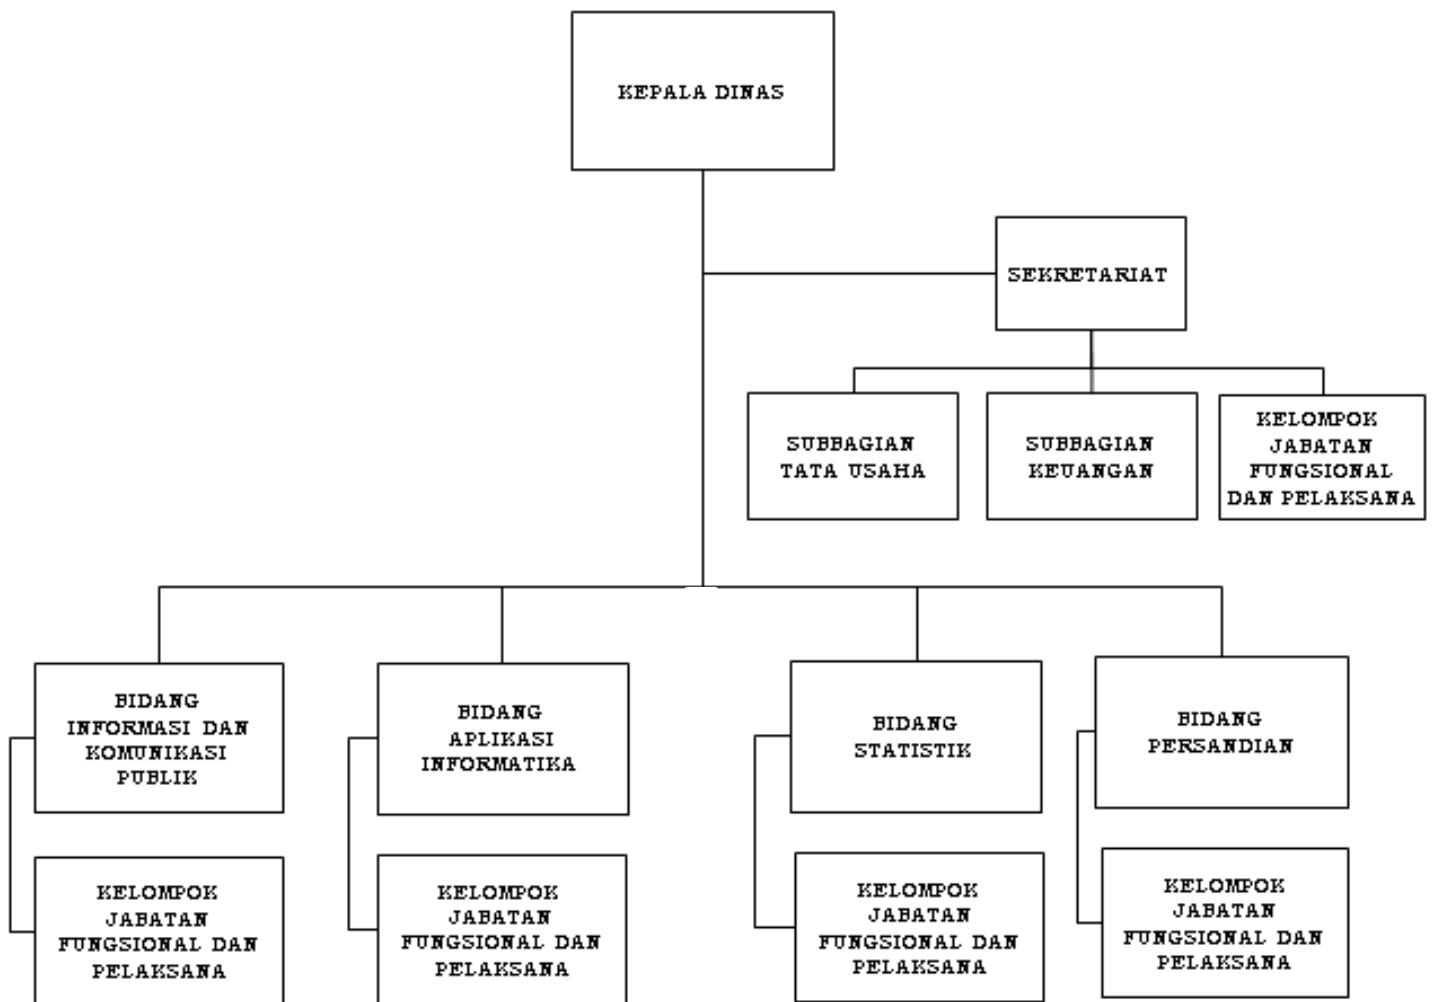 KEPALA DINAS
SEKRETARIAT
SUBBAGIAN
TATA USAHA
SUBBAGIAN
KEUANGAN
KELOMPOK
JABATAN
FUNGSIONAL
DAN PELAKSANA
BIDANG
INFORMASI DAN
KOMUNIKASI
PUBLIK
BIDANG
APLIKASI
INFORMATIKA
BIDANG
STATISTIK
BIDANG
PERSANDIAN
KELOMPOK
JABATAN
FUNGSIONAL DAN
PELAKSANA
KELOMPOK
JABATAN
FUNGSIONAL DAN
PELAKSANA
KELOMPOK
JABATAN
FUNGSIONAL DAN
PELAKSANA
KELOMPOK
JABATAN
FUNGSIONAL DAN
PELAKSANA